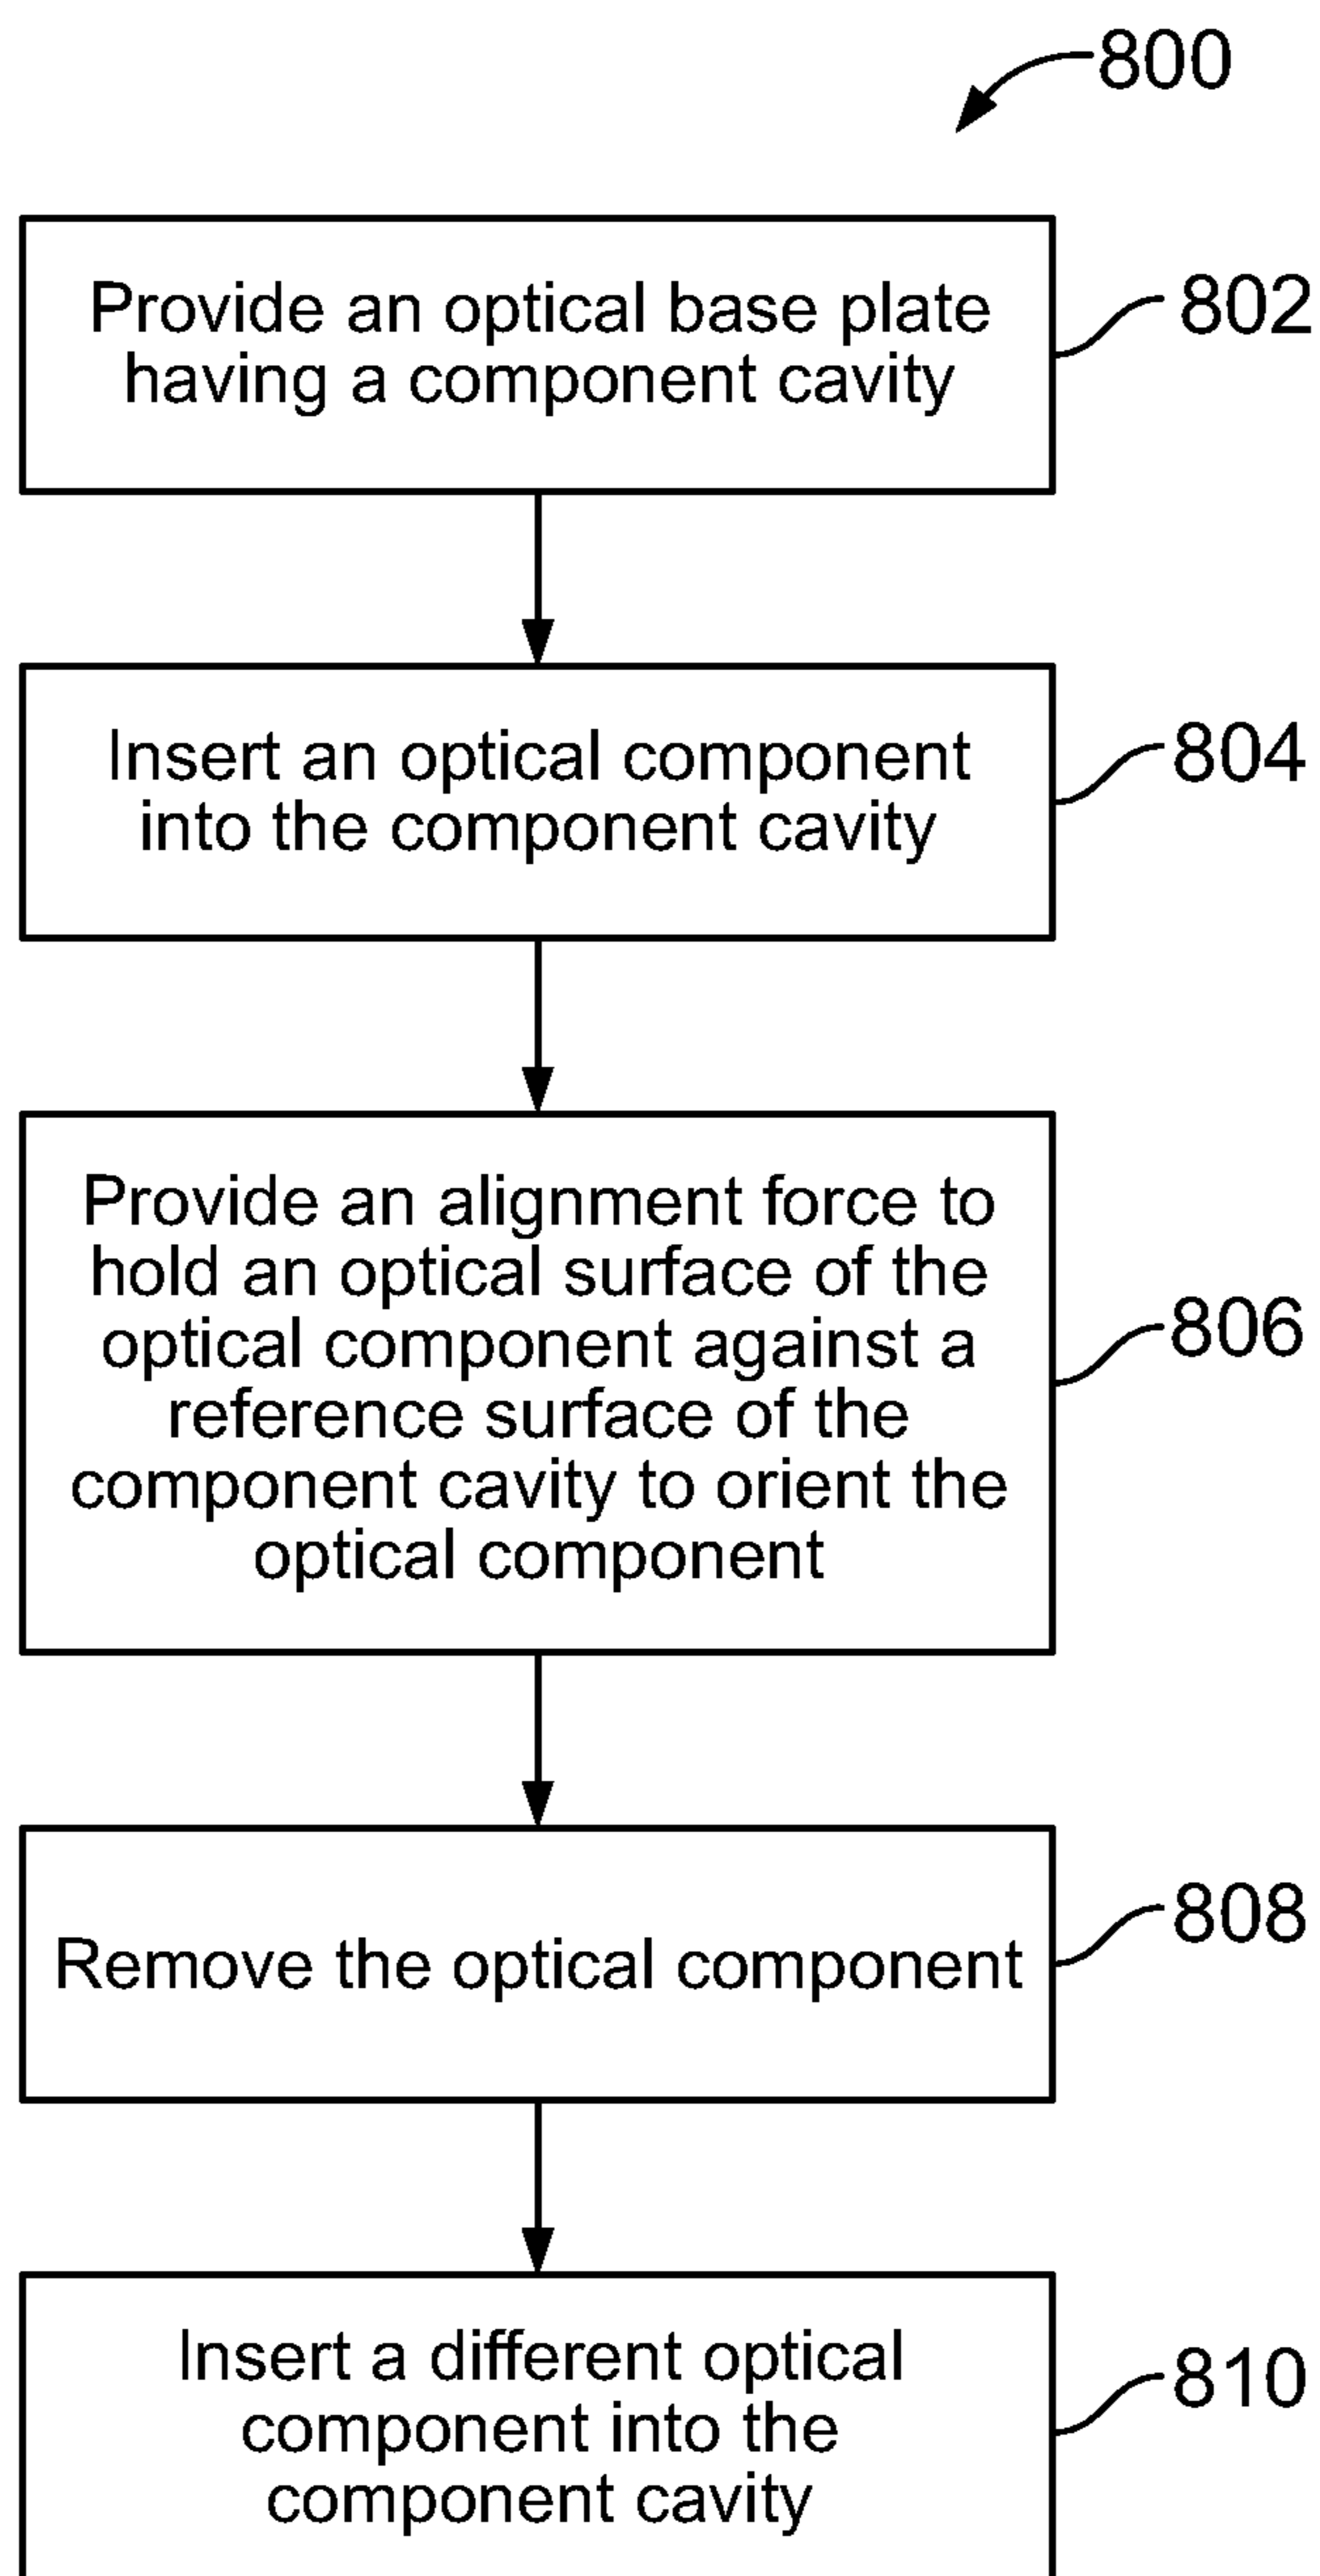 800
Provide an optical base plate
having a component cavity
802
Insert an optical component
into the component cavity
804
Provide an alignment force to
hold an optical surface of the
optical component against a
reference surface of the
component cavity to orient the
optical component
806
Remove the optical component
808
Insert a different optical
component into the
component cavity
810